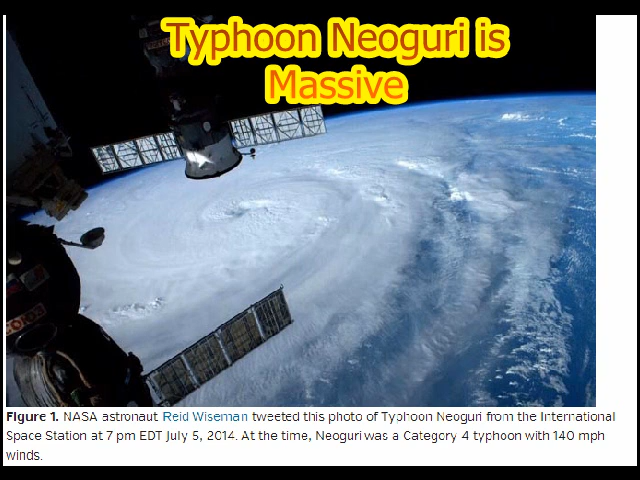 Typhoon Neoguri is
Massive
Figure 1. NASA astronaut Reid Wiseman tweeted this photo of Typhoon Neoguri from the International
Space Station at 7 pm EDT July 5, 2014. At the time, Neoguri was a Category 4 typhoon with 140 mph
winds.